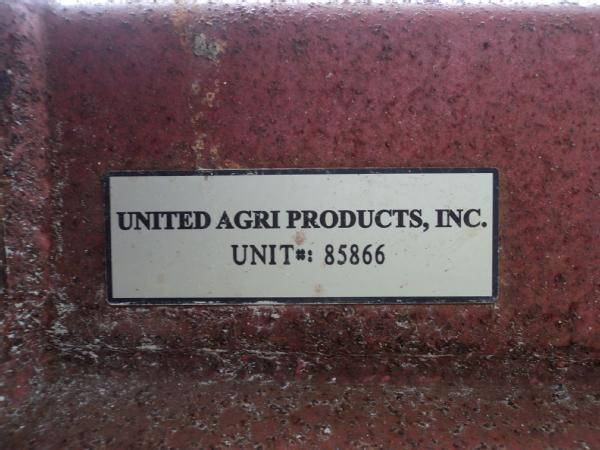 UNITED AGRI PRODUCTS, INC.
UNIT#: 85866